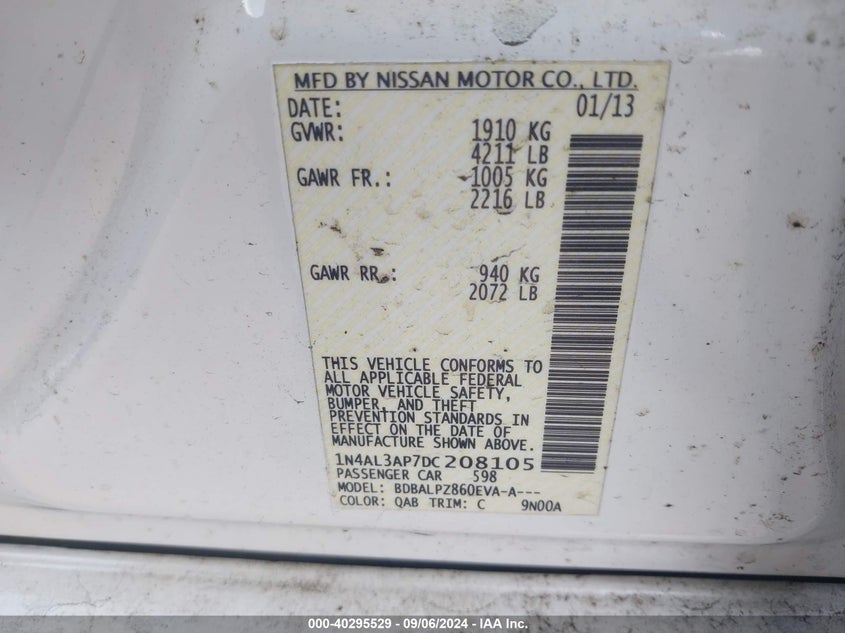 MFD BY NISSAN MOTOR CO., LTD.
DATE: 01/13
GVWR: 1910 KG
4211 LB
GAWR FR.: 1005 KG
2216 LB
GAWR RR.: 940 KG
2072 LB
THIS VEHICLE CONFORMS TO
ALL APPLICABLE FEDERAL
MOTOR VEHICLE SAFETY,
BUMPER, AND THEFT
PREVENTION STANDARDS IN
EFFECT ON THE DATE OF
MANUFACTURE SHOWN ABOVE.
1N4AL3AP7DC208105
PASSENGER CAR 598
MODEL: BDBALPZ860EVA-A---
COLOR: QAB TRIM: C 9N00A
000-40295529 - 09/06/2024 - IAA Inc.